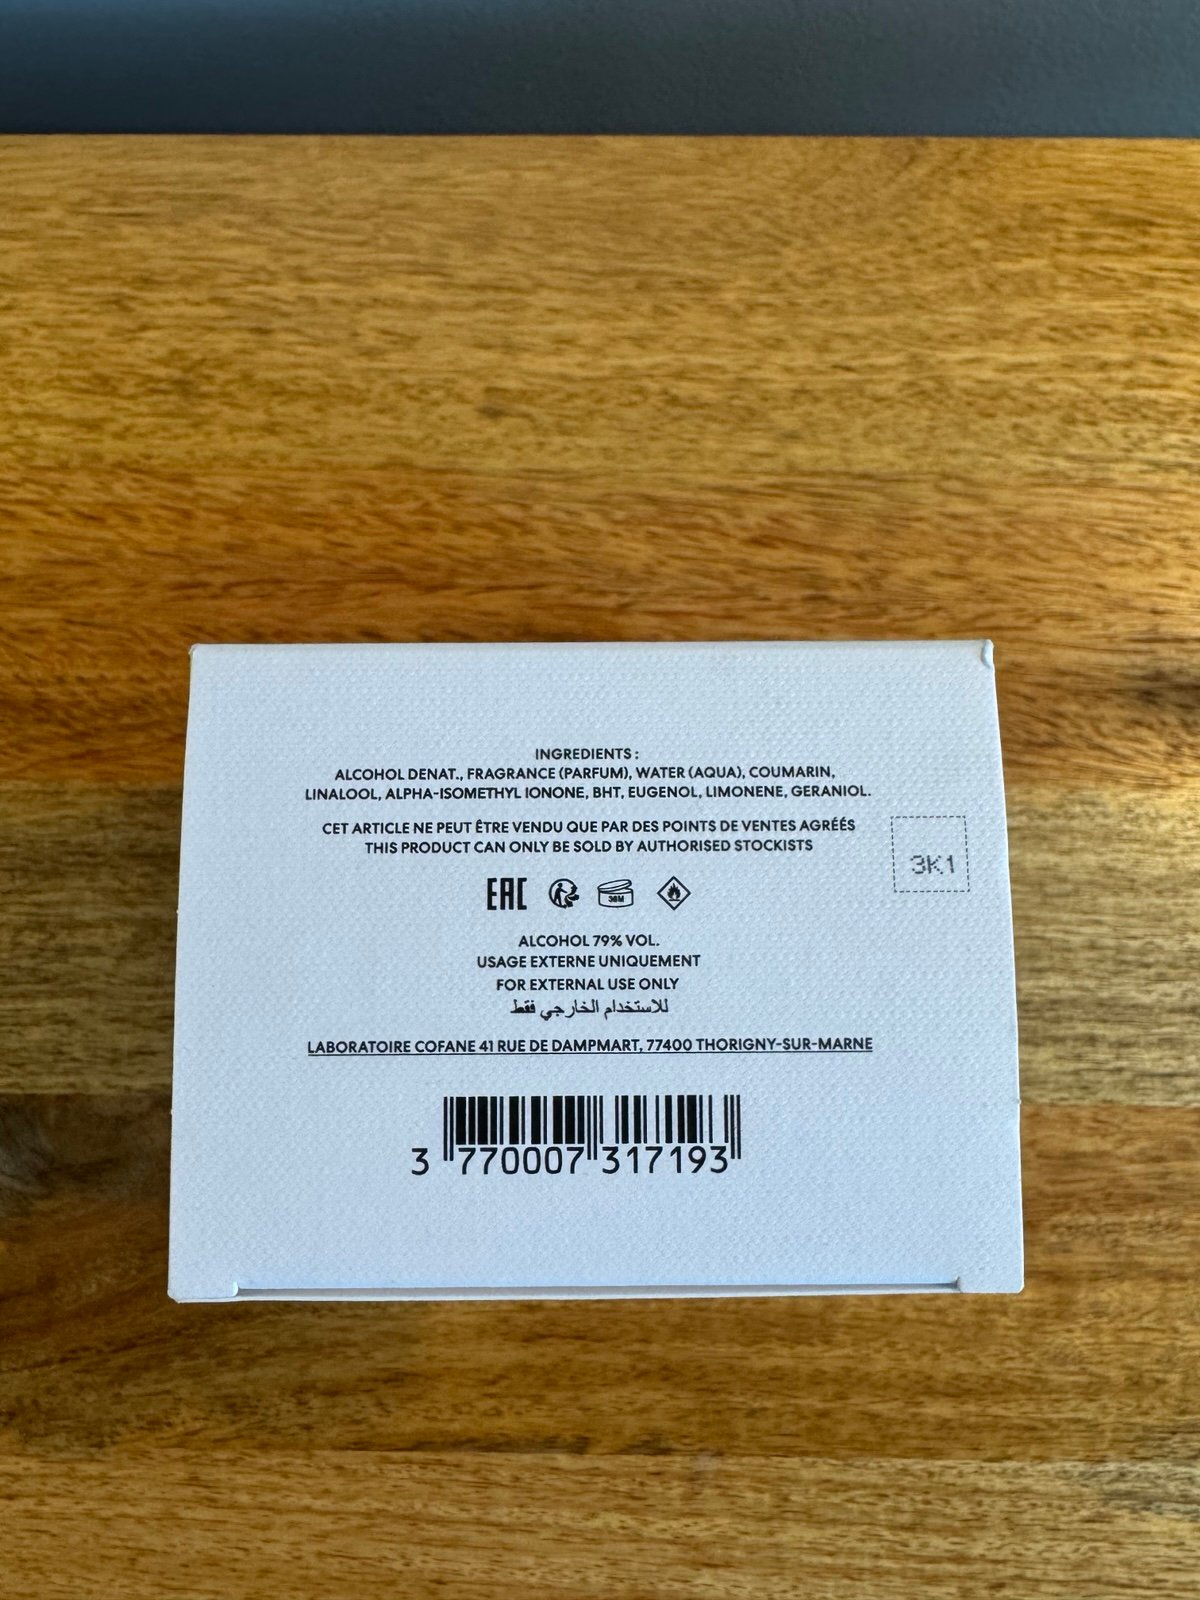 INGREDIENTS :
ALCOHOL DENAT., FRAGRANCE (PARFUM), WATER (AQUA), COUMARIN,
LINALOOL, ALPHA-ISOMETHYL IONONE, BHT, EUGENOL, LIMONENE, GERANIOL.
CET ARTICLE NE PEUT ÊTRE VENDU QUE PAR DES POINTS DE VENTES AGRÉÉS
THIS PRODUCT CAN ONLY BE SOLD BY AUTHORISED STOCKISTS
3K1
EAC 36M
ALCOHOL 79% VOL.
USAGE EXTERNE UNIQUEMENT
FOR EXTERNAL USE ONLY
للاستخدام الخارجي فقط
LABORATOIRE COFANE 41 RUE DE DAMPMART, 77400 THORIGNY-SUR-MARNE
3 770007 317193